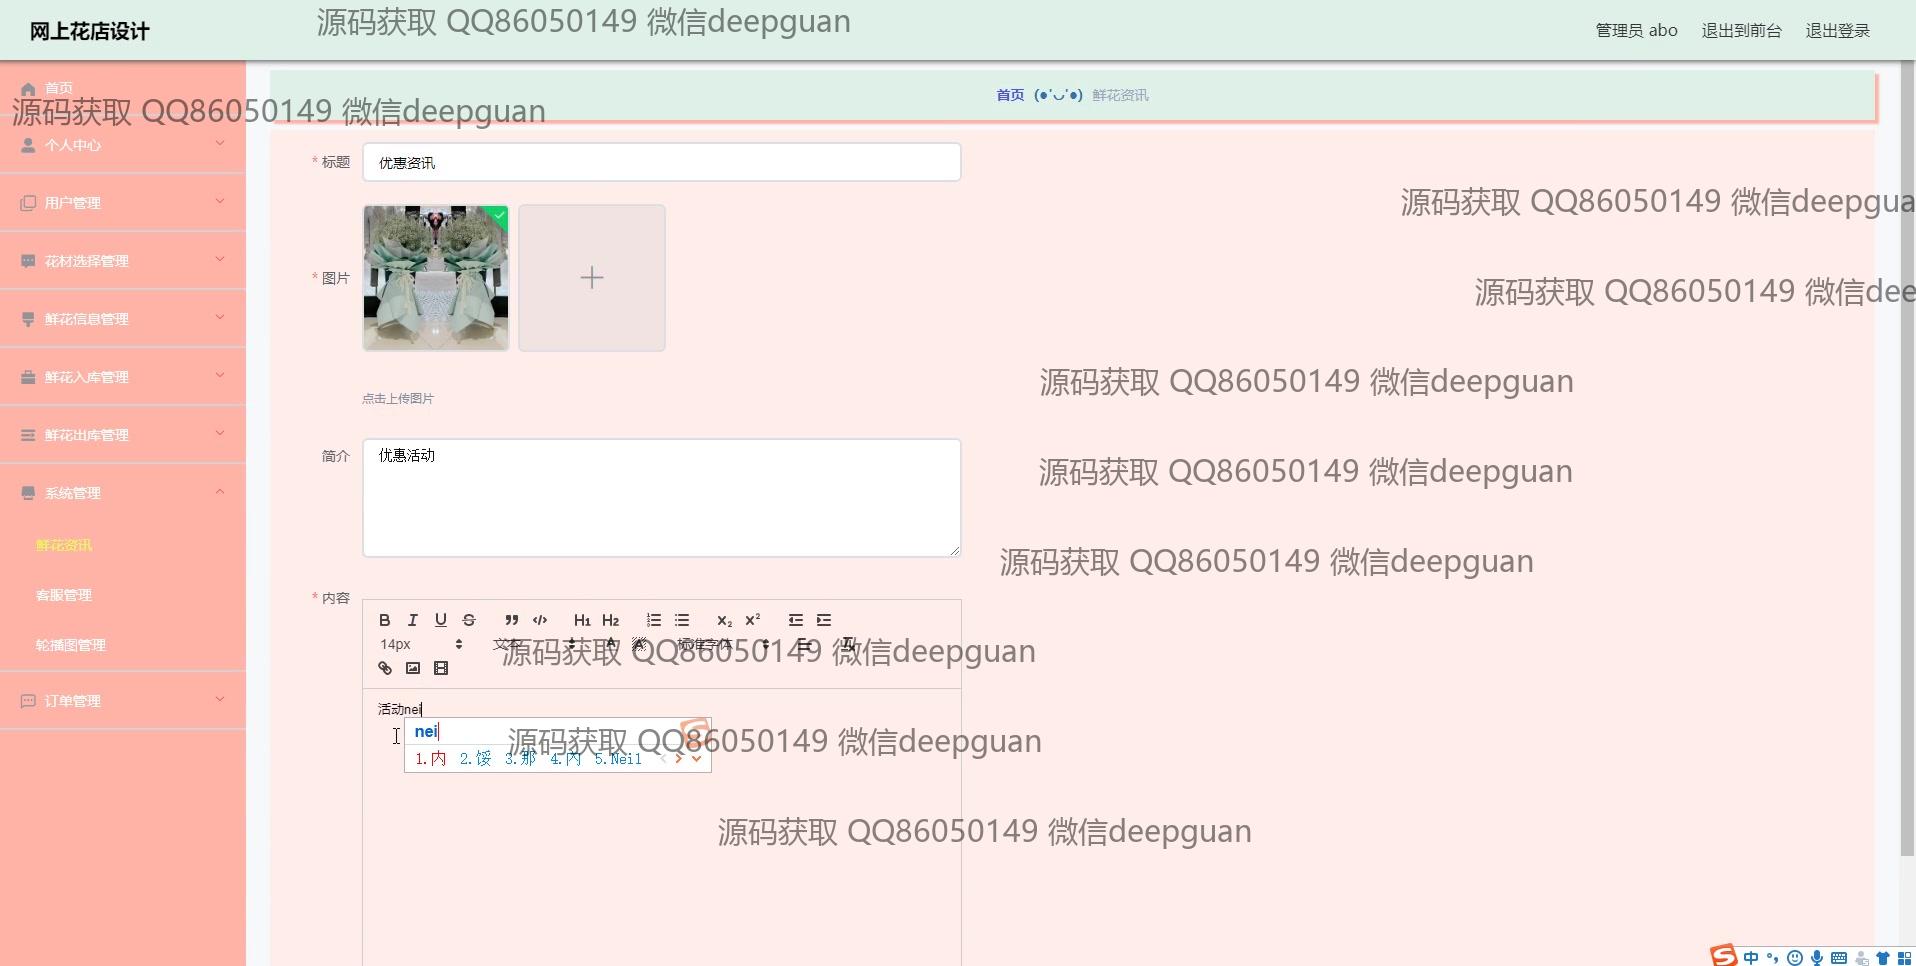 网上花店设计
源码获取 QQ86050149 微信deepguan
管理员 abo
退出到前台
退出登录
首页
源码获取 QQ86050149 微信deepguan
首页 (●'◡'●) 鲜花资讯
个人中心
* 标题
优惠资讯
用户管理
源码获取 QQ86050149 微信deepgua
花材选择管理
* 图片
源码获取 QQ86050149 微信dee
鲜花信息管理
鲜花入库管理
源码获取 QQ86050149 微信deepguan
点击上传图片
鲜花出库管理
简介
优惠活动
源码获取 QQ86050149 微信deepguan
系统管理
鲜花资讯
源码获取 QQ86050149 微信deepguan
客服管理
* 内容
B I U S H1 H2 X2 X2
轮播图管理
14px
文本
标准字体
源码获取 QQ86050149 微信deepguan
订单管理
活动nei
nei
源码获取 QQ86050149 微信deepguan
1.内 2.馁 3.那 4.內 5.Neil
源码获取 QQ86050149 微信deepguan
中